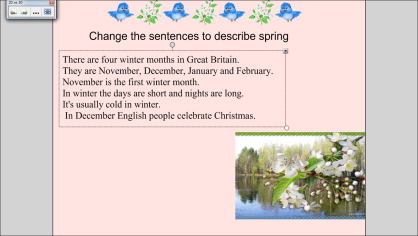 Change the sentences to describe spring
There are four winter months in Great Britain.
They are November, December, January and February.
November is the first winter month.
In winter the days are short and nights are long.
It's usually cold in winter.
In December English people celebrate Christmas.